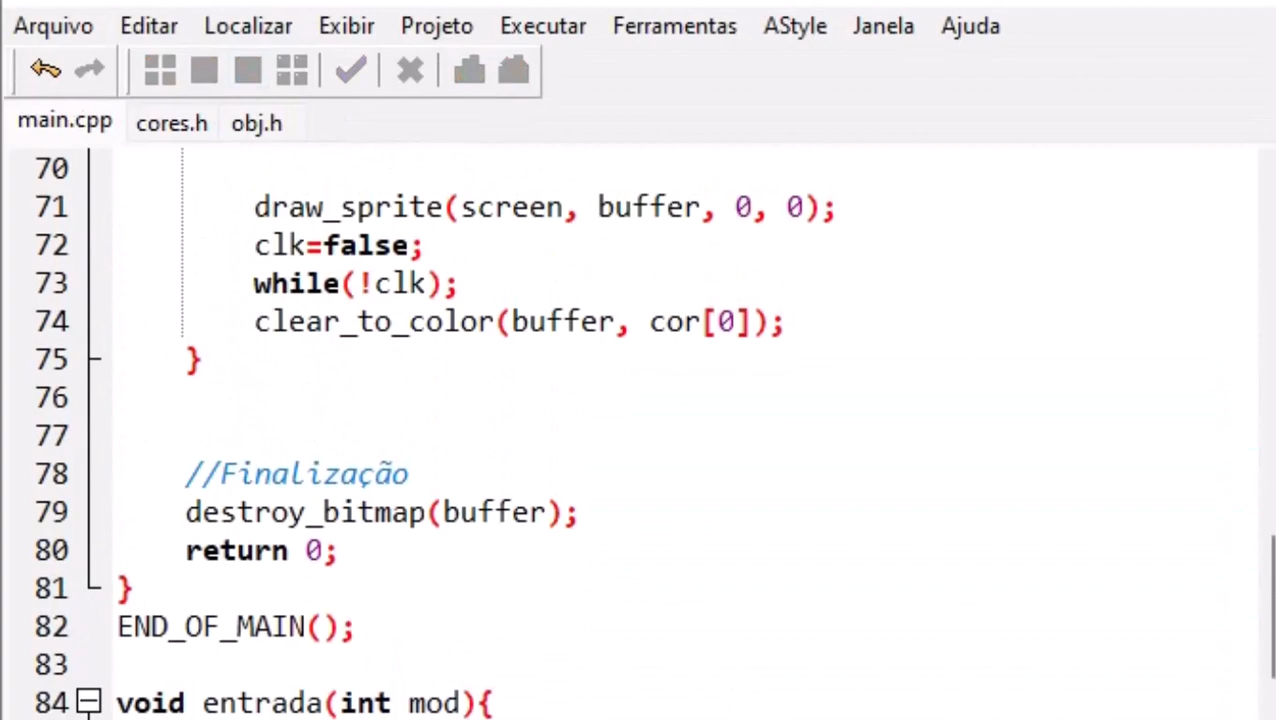 Arquivo Editar Localizar Exibir Projeto Executar Ferramentas AStyle Janela Ajuda
main.cpp cores.h obj.h
70
71 draw_sprite(screen, buffer, 0, 0);
72 clk=false;
73 while(!clk);
74 clear_to_color(buffer, cor[0]);
75 }
76
77
78 //Finalização
79 destroy_bitmap(buffer);
80 return 0;
81 }
82 END_OF_MAIN();
83
84 void entrada(int mod){